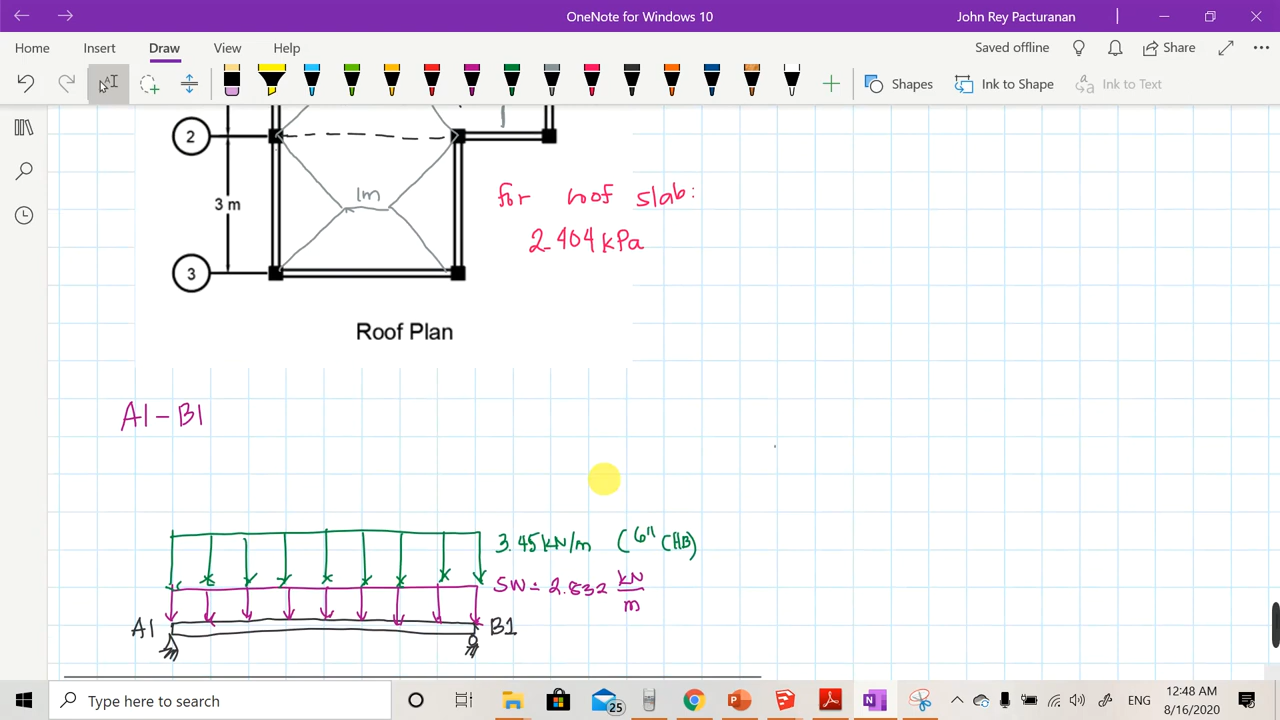 OneNote for Windows 10
John Rey Pacturanan
Home Insert Draw View Help
Saved offline
Share
Shapes
Ink to Shape
Ink to Text
2
3 m
1m
3
for roof slab:
2.404 kPa
Roof Plan
A1 - B1
3.45 kN/m (6" CHB)
SW = 2.832 kN/m
A1
B1
Type here to search
25
ENG
12:48 AM
8/16/2020